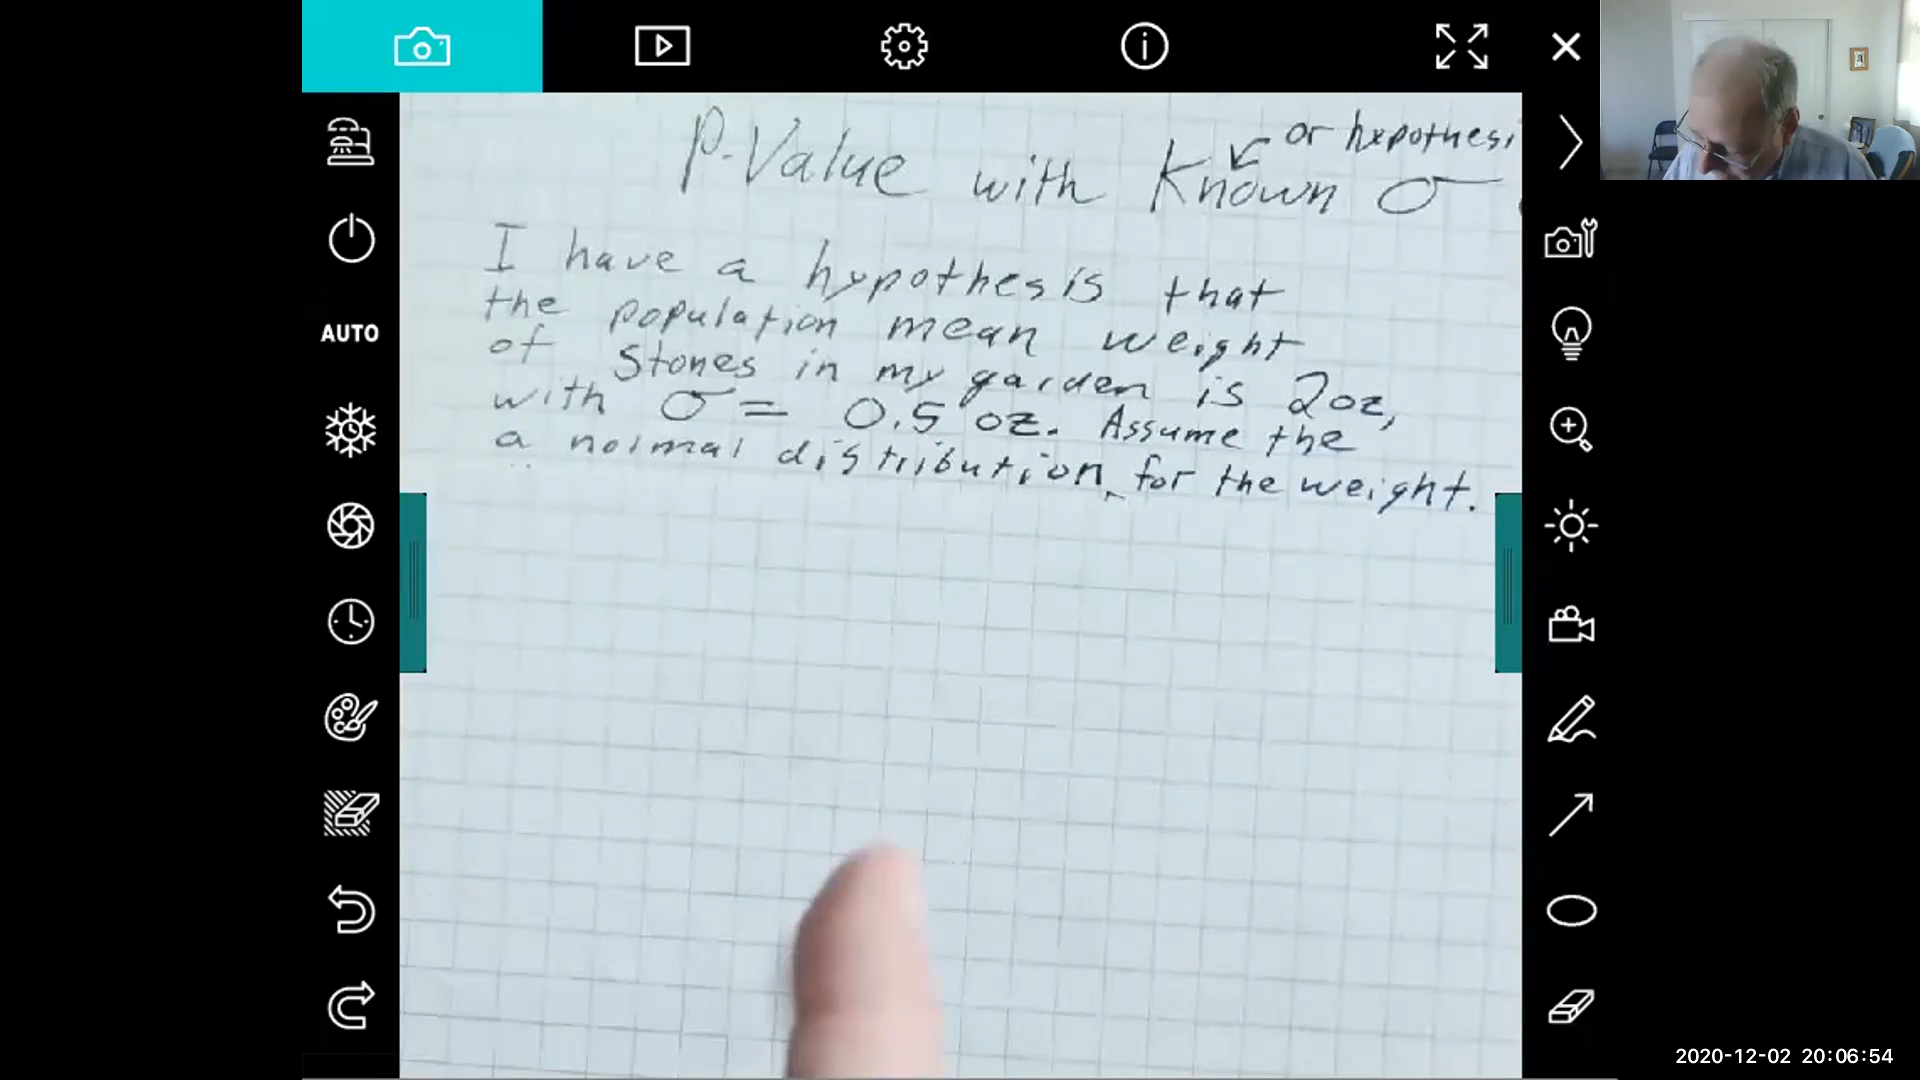 or hypothesi
P-Value with Known σ
I have a hypothesis that
the population mean weight
of Stones in my garden is 2oz,
with σ = 0.5 oz. Assume the
a normal distribution for the weight.
AUTO
2020-12-02 20:06:54